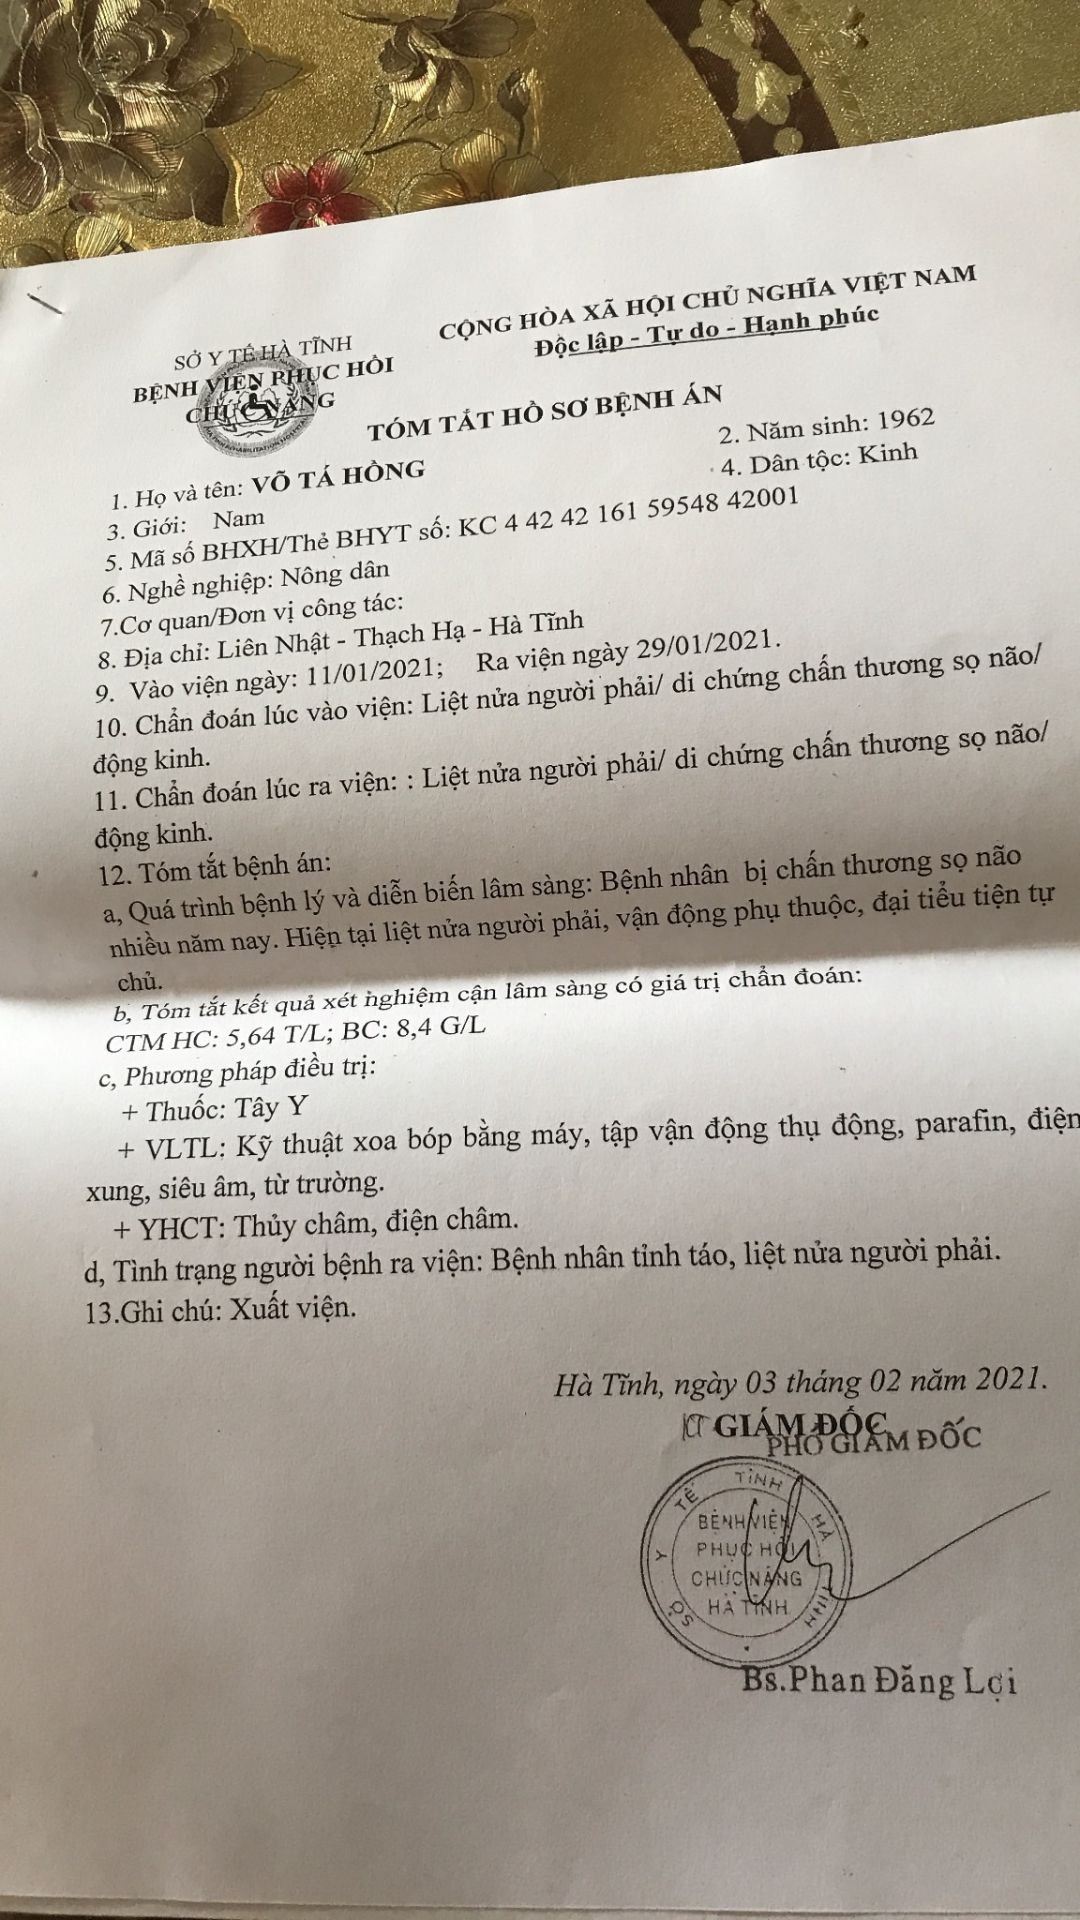 CỘNG HÒA XÃ HỘI CHỦ NGHĨA VIỆT NAM
Độc lập - Tự do - Hạnh phúc
SỞ Y TẾ HÀ TĨNH
BỆNH VIỆN PHỤC HỒI
CHỨC NĂNG
TÓM TẮT HỒ SƠ BỆNH ÁN
1. Họ và tên: VÕ TÁ HỒNG
2. Năm sinh: 1962
3. Giới: Nam
4. Dân tộc: Kinh
5. Mã số BHXH/Thẻ BHYT số: KC 4 42 42 161 59548 42001
6. Nghề nghiệp: Nông dân
7.Cơ quan/Đơn vị công tác:
8. Địa chỉ: Liên Nhật - Thạch Hạ - Hà Tĩnh
9. Vào viện ngày: 11/01/2021; Ra viện ngày 29/01/2021.
10. Chẩn đoán lúc vào viện: Liệt nửa người phải/ di chứng chấn thương sọ não/
động kinh.
11. Chẩn đoán lúc ra viện: : Liệt nửa người phải/ di chứng chấn thương sọ não/
động kinh.
12. Tóm tắt bệnh án:
a, Quá trình bệnh lý và diễn biến lâm sàng: Bệnh nhân bị chấn thương sọ não
nhiều năm nay. Hiện tại liệt nửa người phải, vận động phụ thuộc, đại tiểu tiện tự
chủ.
b, Tóm tắt kết quả xét nghiệm cận lâm sàng có giá trị chẩn đoán:
CTM HC: 5,64 T/L; BC: 8,4 G/L
c, Phương pháp điều trị:
+ Thuốc: Tây Y
+ VLTL: Kỹ thuật xoa bóp bằng máy, tập vận động thụ động, parafin, điện
xung, siêu âm, từ trường.
+ YHCT: Thủy châm, điện châm.
d, Tình trạng người bệnh ra viện: Bệnh nhân tỉnh táo, liệt nửa người phải.
13.Ghi chú: Xuất viện.
Hà Tĩnh, ngày 03 tháng 02 năm 2021.
KT GIÁM ĐỐC
PHÓ GIÁM ĐỐC
SỞ Y TẾ TỈNH HÀ TĨNH
BỆNH VIỆN
PHỤC HỒI
CHỨC NĂNG
HÀ TĨNH
Bs.Phan Đăng Lợi